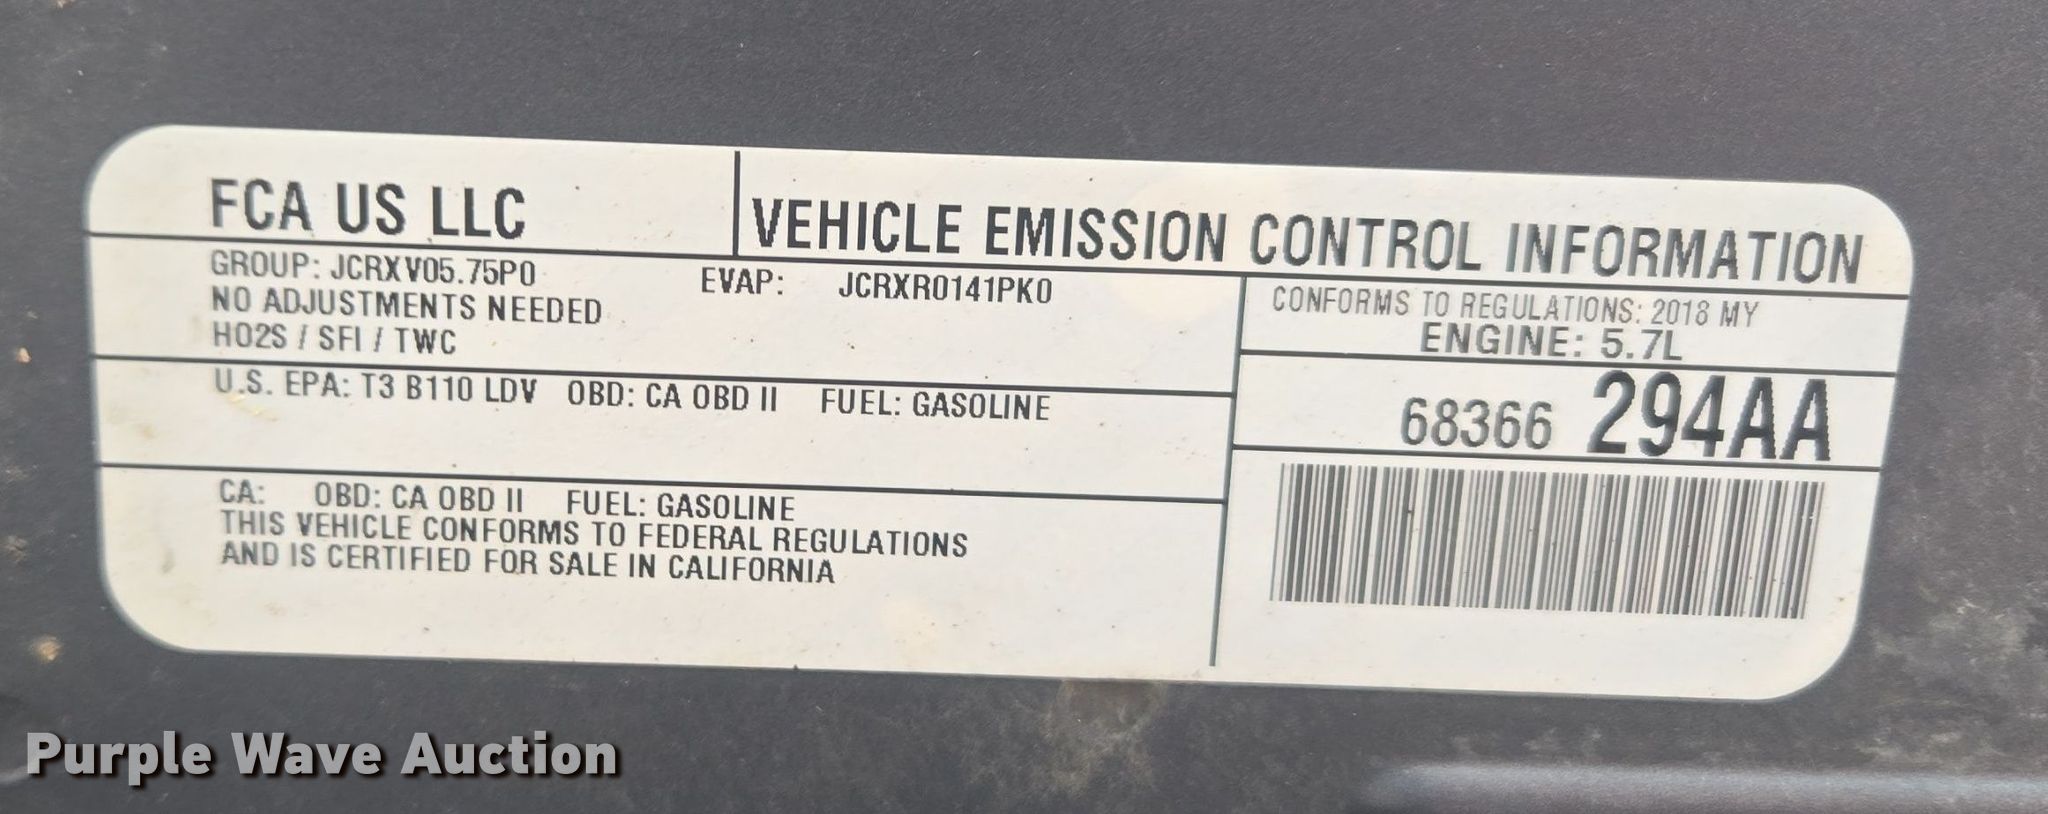 FCA US LLC
VEHICLE EMISSION CONTROL INFORMATION
GROUP: JCRXV05.75P0 EVAP: JCRXR0141PK0
NO ADJUSTMENTS NEEDED
HO2S / SFI / TWC
CONFORMS TO REGULATIONS: 2018 MY
ENGINE: 5.7L
U.S. EPA: T3 B110 LDV OBD: CA OBD II FUEL: GASOLINE
68366 294AA
CA: OBD: CA OBD II FUEL: GASOLINE
THIS VEHICLE CONFORMS TO FEDERAL REGULATIONS
AND IS CERTIFIED FOR SALE IN CALIFORNIA
Purple Wave Auction